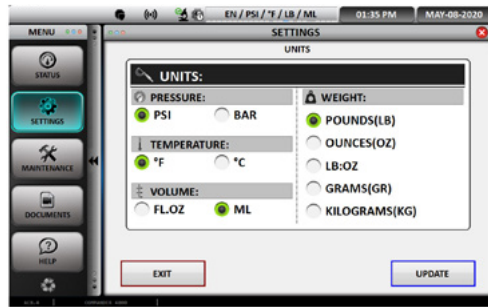 EN / PSI / °F / LB / ML
01:35 PM
MAY-08-2020
MENU
SETTINGS
UNITS
STATUS
SETTINGS
MAINTENANCE
DOCUMENTS
HELP
UNITS:
PRESSURE:
PSI
BAR
TEMPERATURE:
°F
°C
VOLUME:
FL.OZ
ML
WEIGHT:
POUNDS(LB)
OUNCES(OZ)
LB:OZ
GRAMS(GR)
KILOGRAMS(KG)
EXIT
UPDATE